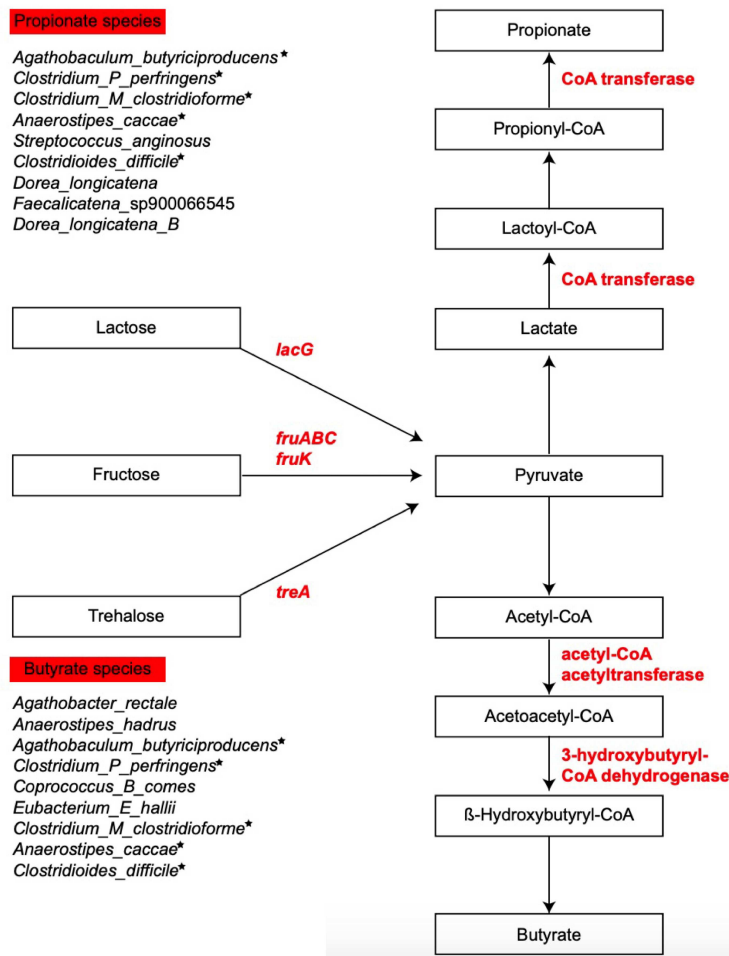 Propionate species
Agathobaculum_butyriciproducens★
Clostridium_P_perfringens★
Clostridium_M_clostridioforme★
Anaerostipes_caccae★
Streptococcus_anginosus
Clostridioides_difficile★
Dorea_longicatena
Faecalicatena_sp900066545
Dorea_longicatena_B
Propionate
CoA transferase
Propionyl-CoA
Lactoyl-CoA
CoA transferase
Lactose
Lactate
lacG
fruABC
fruK
Fructose
Pyruvate
treA
Trehalose
Acetyl-CoA
acetyl-CoA
acetyltransferase
Acetoacetyl-CoA
3-hydroxybutyryl-
CoA dehydrogenase
ß-Hydroxybutyryl-CoA
Butyrate
Butyrate species
Agathobacter_rectale
Anaerostipes_hadrus
Agathobaculum_butyriciproducens★
Clostridium_P_perfringens★
Coprococcus_B_comes
Eubacterium_E_hallii
Clostridium_M_clostridioforme★
Anaerostipes_caccae★
Clostridioides_difficile★